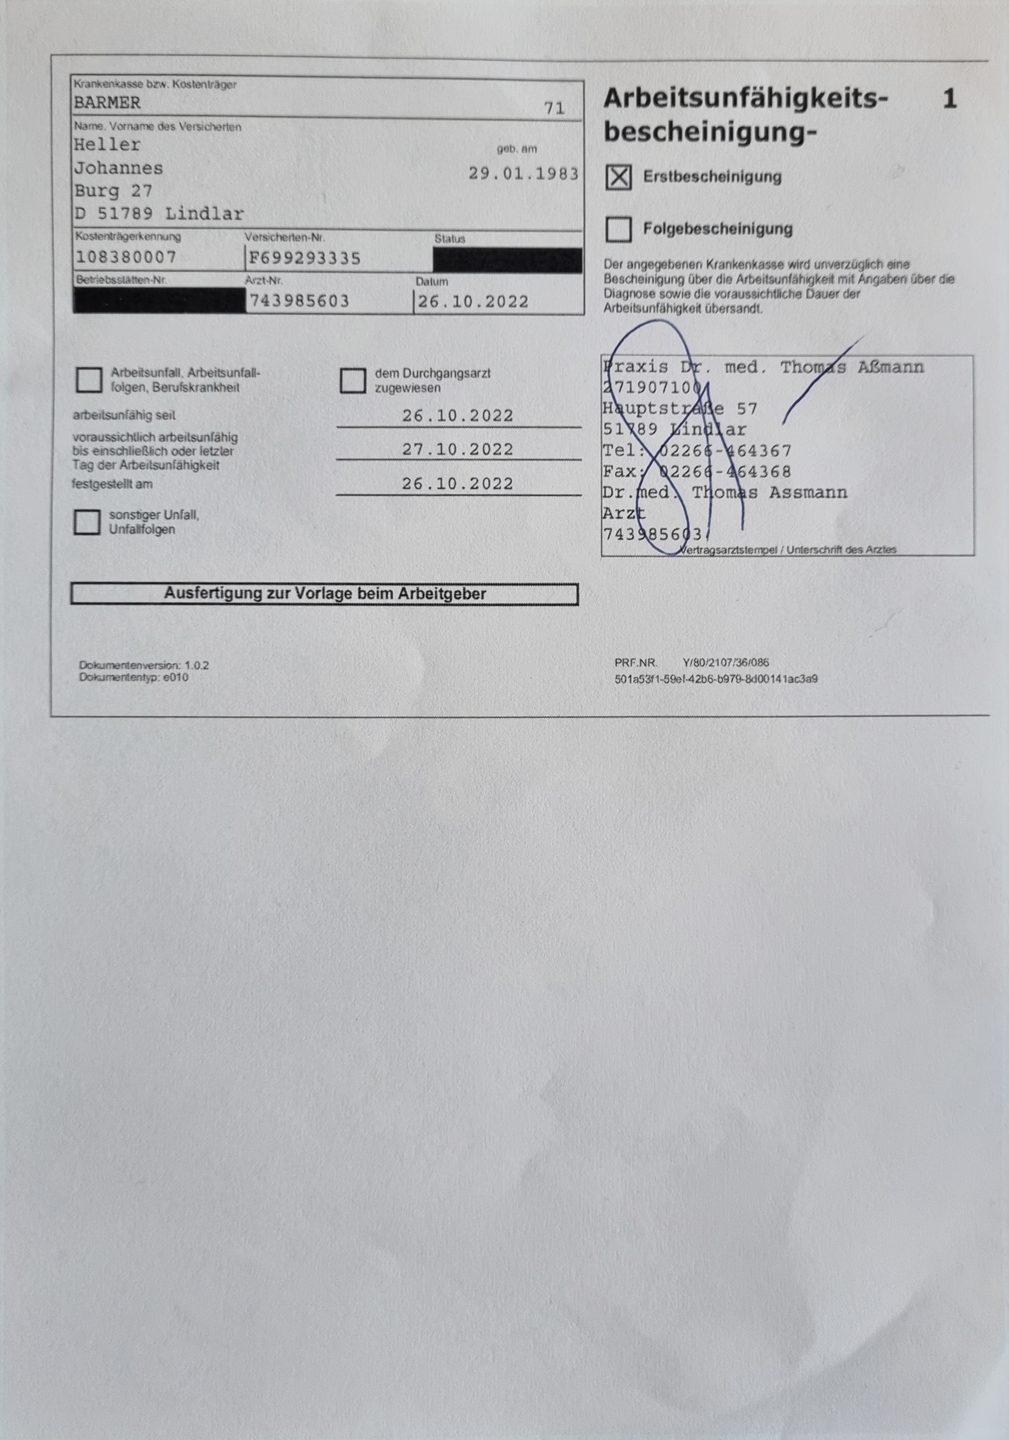 Krankenkasse bzw. Kostenträger
BARMER 71
Name, Vorname des Versicherten
Heller geb. am
Johannes 29.01.1983
Burg 27
D 51789 Lindlar
Kostenträgerkennung Versicherten-Nr. Status
108380007 F699293335
Betriebsstätten-Nr. Arzt-Nr. Datum
743985603 26.10.2022
Arbeitsunfähigkeits- 1
bescheinigung-
Erstbescheinigung
Folgebescheinigung
Der angegebenen Krankenkasse wird unverzüglich eine
Bescheinigung über die Arbeitsunfähigkeit mit Angaben über die
Diagnose sowie die voraussichtliche Dauer der
Arbeitsunfähigkeit übersandt.
Arbeitsunfall, Arbeitsunfall-
folgen, Berufskrankheit
dem Durchgangsarzt
zugewiesen
arbeitsunfähig seit 26.10.2022
voraussichtlich arbeitsunfähig
bis einschließlich oder letzter 27.10.2022
Tag der Arbeitsunfähigkeit
festgestellt am 26.10.2022
sonstiger Unfall,
Unfallfolgen
Praxis Dr. med. Thomas Aßmann
271907100
Hauptstraße 57
51789 Lindlar
Tel: 02266-464367
Fax: 02266-464368
Dr.med. Thomas Assmann
Arzt
743985603
Vertragsarztstempel / Unterschrift des Arztes
Ausfertigung zur Vorlage beim Arbeitgeber
Dokumentenversion: 1.0.2
Dokumententyp: e010
PRF.NR. Y/80/2107/36/086
501a53f1-59ef-42b6-b979-8d00141ac3a9